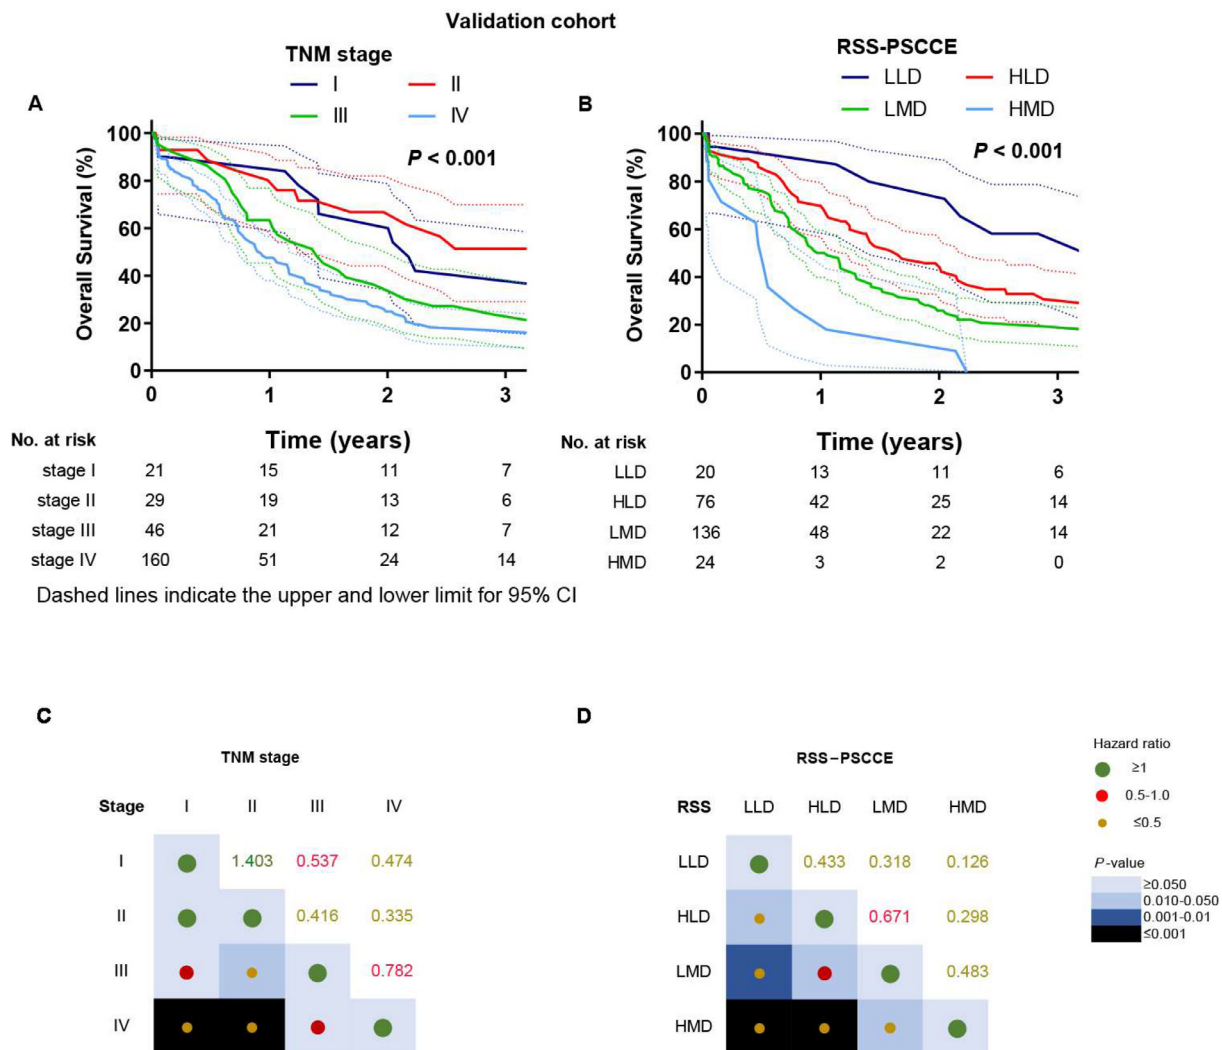 Validation cohort
TNM stage
I II
III IV
A
P < 0.001
Overall Survival (%)
100
80
60
40
20
0
0 1 2 3
Time (years)
No. at risk
stage I 21 15 11 7
stage II 29 19 13 6
stage III 46 21 12 7
stage IV 160 51 24 14
RSS-PSCCE
LLD HLD
LMD HMD
B
P < 0.001
Overall Survival (%)
100
80
60
40
20
0
0 1 2 3
Time (years)
No. at risk
LLD 20 13 11 6
HLD 76 42 25 14
LMD 136 48 22 14
HMD 24 3 2 0
Dashed lines indicate the upper and lower limit for 95% CI
C
TNM stage
Stage I II III IV
I 1.403 0.537 0.474
II 0.416 0.335
III 0.782
IV
D
RSS-PSCCE
RSS LLD HLD LMD HMD
LLD 0.433 0.318 0.126
HLD 0.671 0.298
LMD 0.483
HMD
Hazard ratio
≥1
0.5-1.0
≤0.5
P-value
≥0.050
0.010-0.050
0.001-0.01
≤0.001